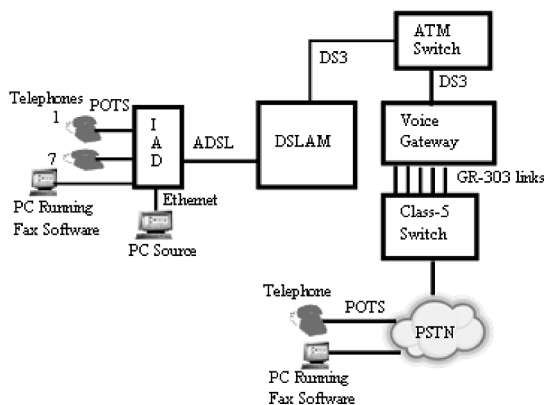 ATM
Switch
DS3
DS3
Telephones
1
POTS
7
I
A
D
ADSL
DSLAM
Voice
Gateway
GR-303 links
PC Running
Fax Software
Ethernet
PC Source
Class-5
Switch
Telephone
POTS
PSTN
PC Running
Fax Software